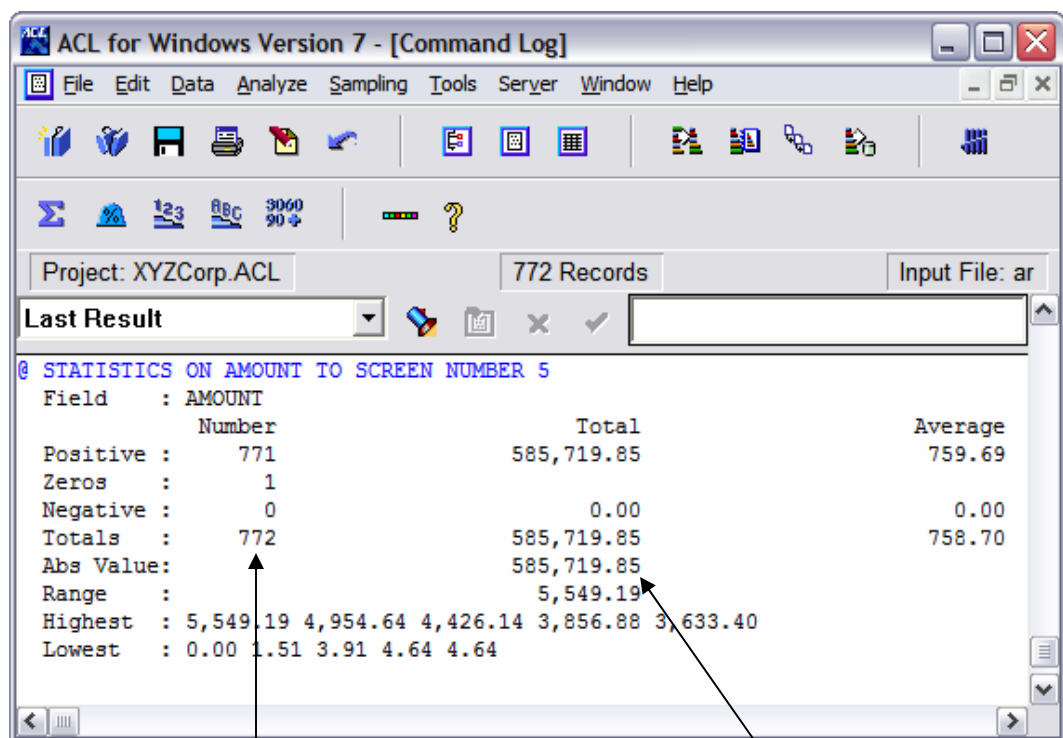 ACL for Windows Version 7 - [Command Log]
File Edit Data Analyze Sampling Tools Server Window Help
123 ABC 3060 90+
Project: XYZCorp.ACL 772 Records Input File: ar
Last Result
@ STATISTICS ON AMOUNT TO SCREEN NUMBER 5
Field : AMOUNT
Number Total Average
Positive : 771 585,719.85 759.69
Zeros : 1
Negative : 0 0.00 0.00
Totals : 772 585,719.85 758.70
Abs Value: 585,719.85
Range : 5,549.19
Highest : 5,549.19 4,954.64 4,426.14 3,856.88 3,633.40
Lowest : 0.00 1.51 3.91 4.64 4.64